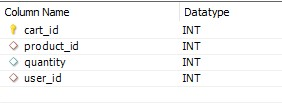 Column Name Datatype
cart_id INT
product_id INT
quantity INT
user_id INT